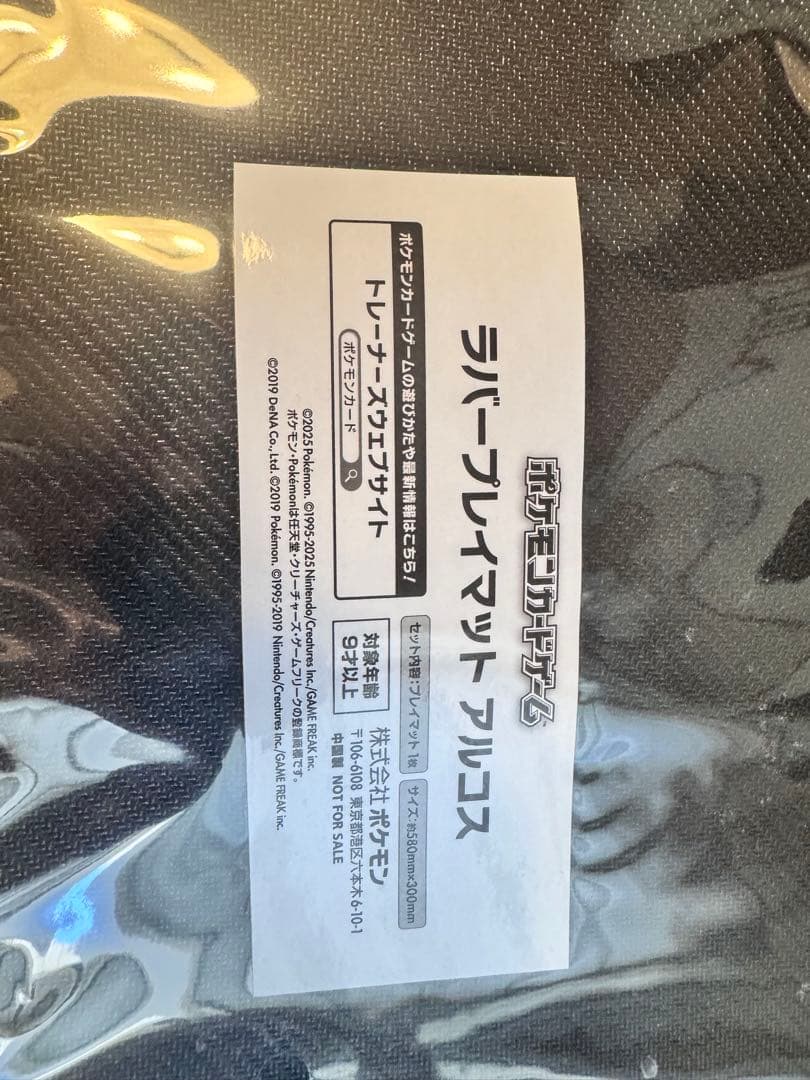 ポケモンカードゲーム
ラバープレイマット アルコス
ポケモンカードゲームの遊びかたや最新情報はこちら!
トレーナーズウェブサイト
ポケモンカード
セット内容:プレイマット 1枚
サイズ:約580mm×300mm
対象年齢
9才以上
株式会社 ポケモン
〒106-6108 東京都港区六本木6-10-1
中国製 NOT FOR SALE
©2025 Pokémon. ©1995-2025 Nintendo/Creatures Inc./GAME FREAK inc.
ポケモン・Pokémonは任天堂・クリーチャーズ・ゲームフリークの登録商標です。
©2019 DeNA Co., Ltd. ©2019 Pokémon. ©1995-2019 Nintendo/Creatures Inc./GAME FREAK inc.